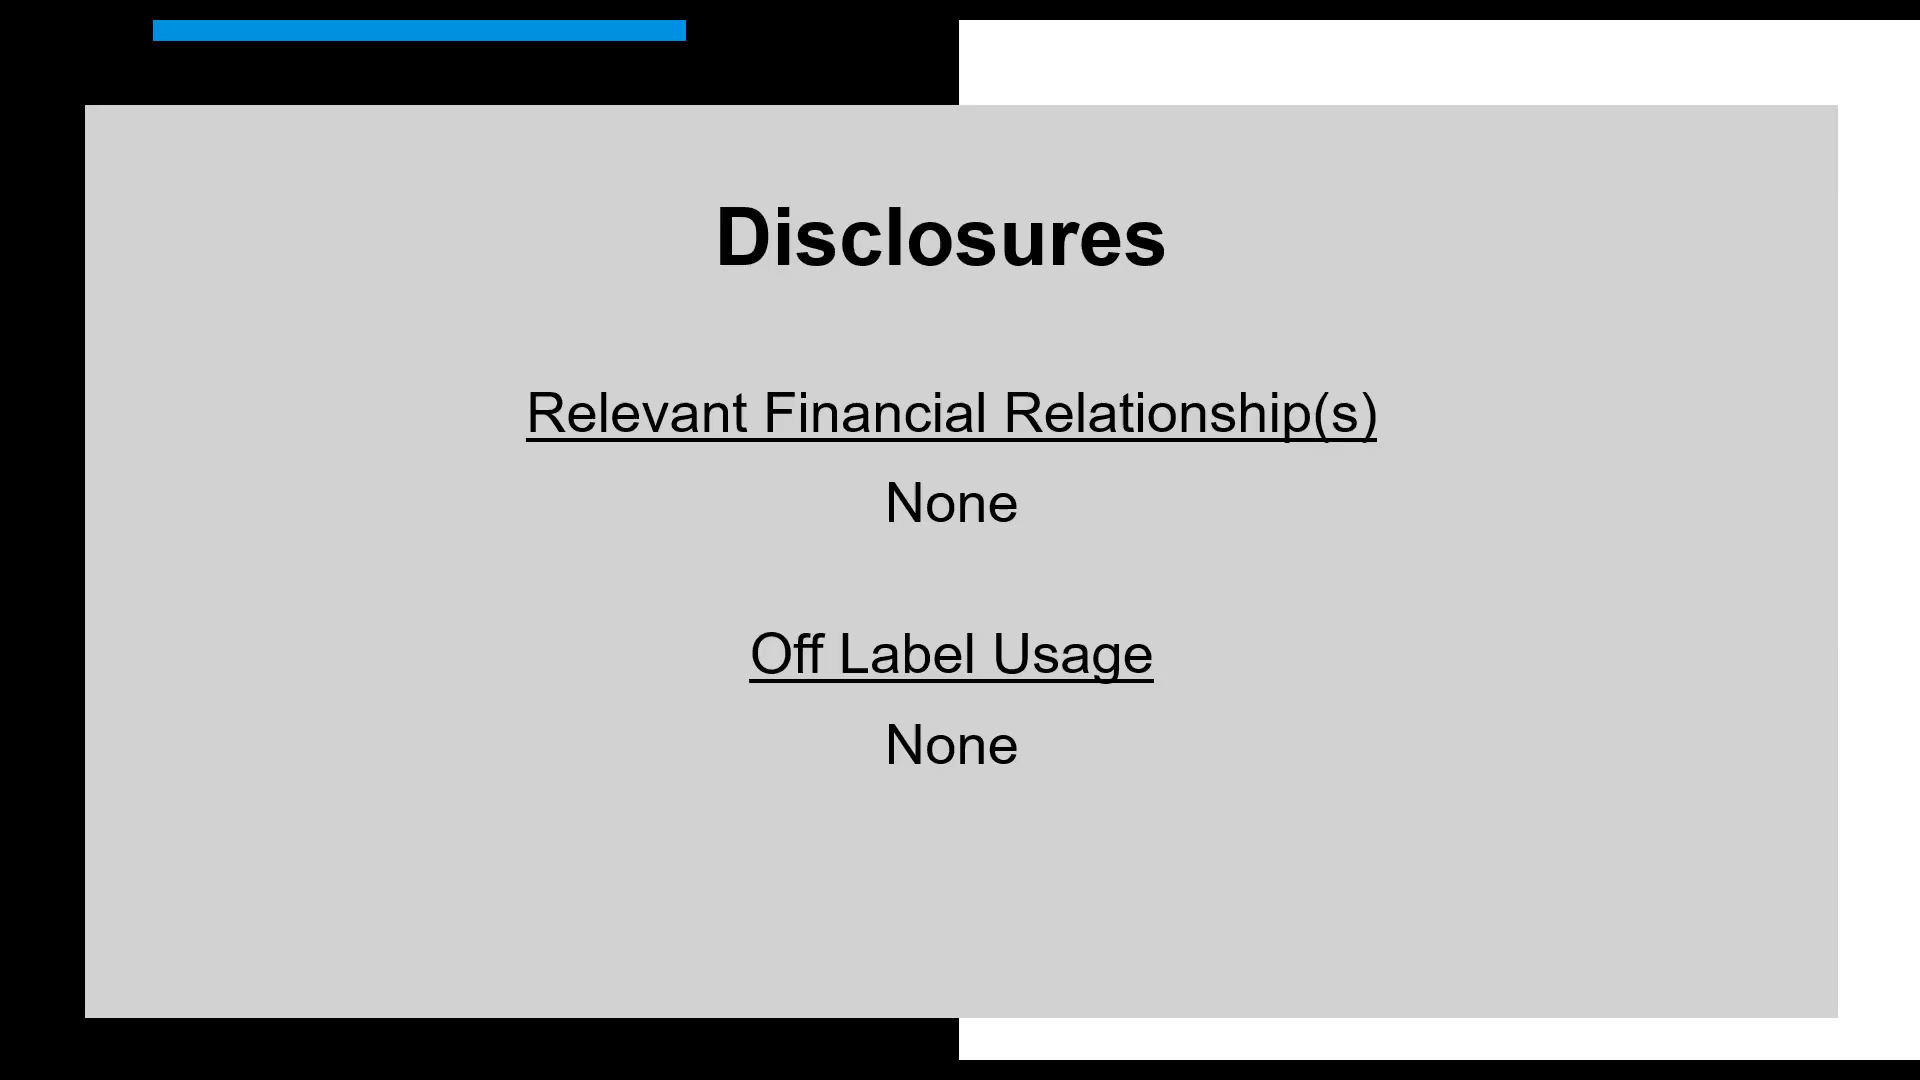 Disclosures
Relevant Financial Relationship(s)
None
Off Label Usage
None